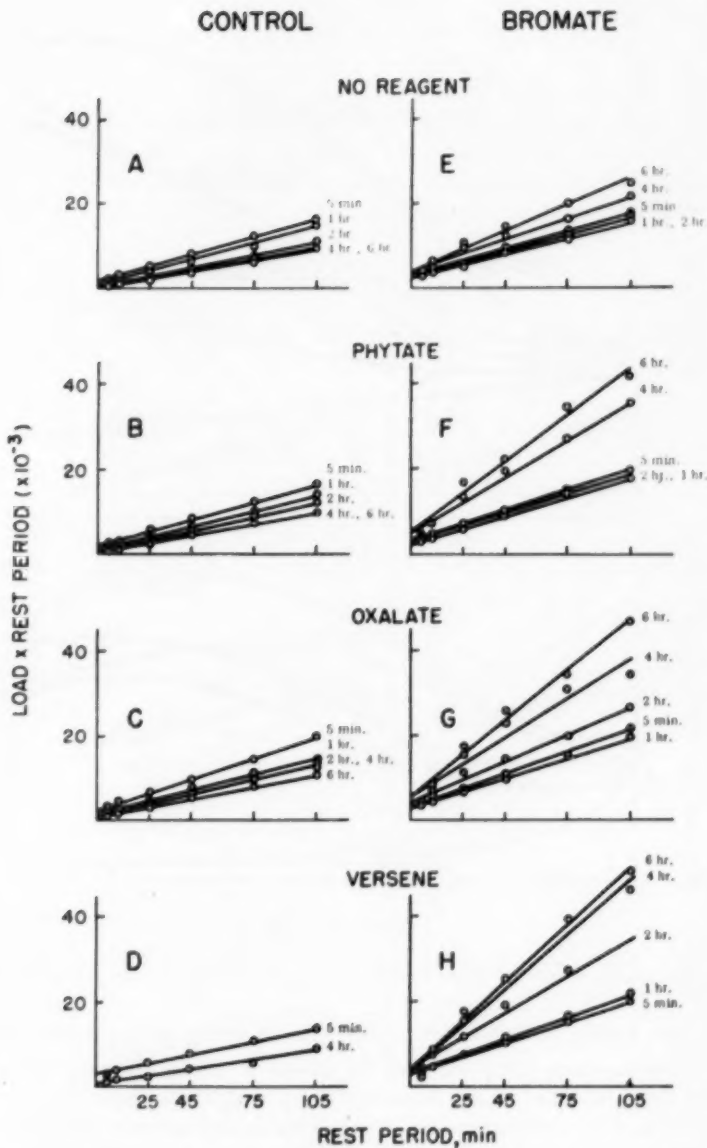 CONTROL BROMATE
NO REAGENT
40
20
A
5 min
1 hr
2 hr
4 hr., 6 hr.
E
6 hr.
4 hr.
5 min.
1 hr., 2 hr.
PHYTATE
40
20
B
5 min.
1 hr.
2 hr.
4 hr., 6 hr.
F
6 hr.
4 hr.
5 min.
2 hr., 1 hr.
OXALATE
40
20
C
5 min.
1 hr.
2 hr., 4 hr.
6 hr.
G
6 hr.
4 hr.
2 hr.
5 min.
1 hr.
VERSENE
40
20
D
5 min.
4 hr.
H
6 hr.
4 hr.
2 hr.
1 hr.
5 min.
25 45 75 105 25 45 75 105
LOAD x REST PERIOD (x10⁻³)
REST PERIOD, min